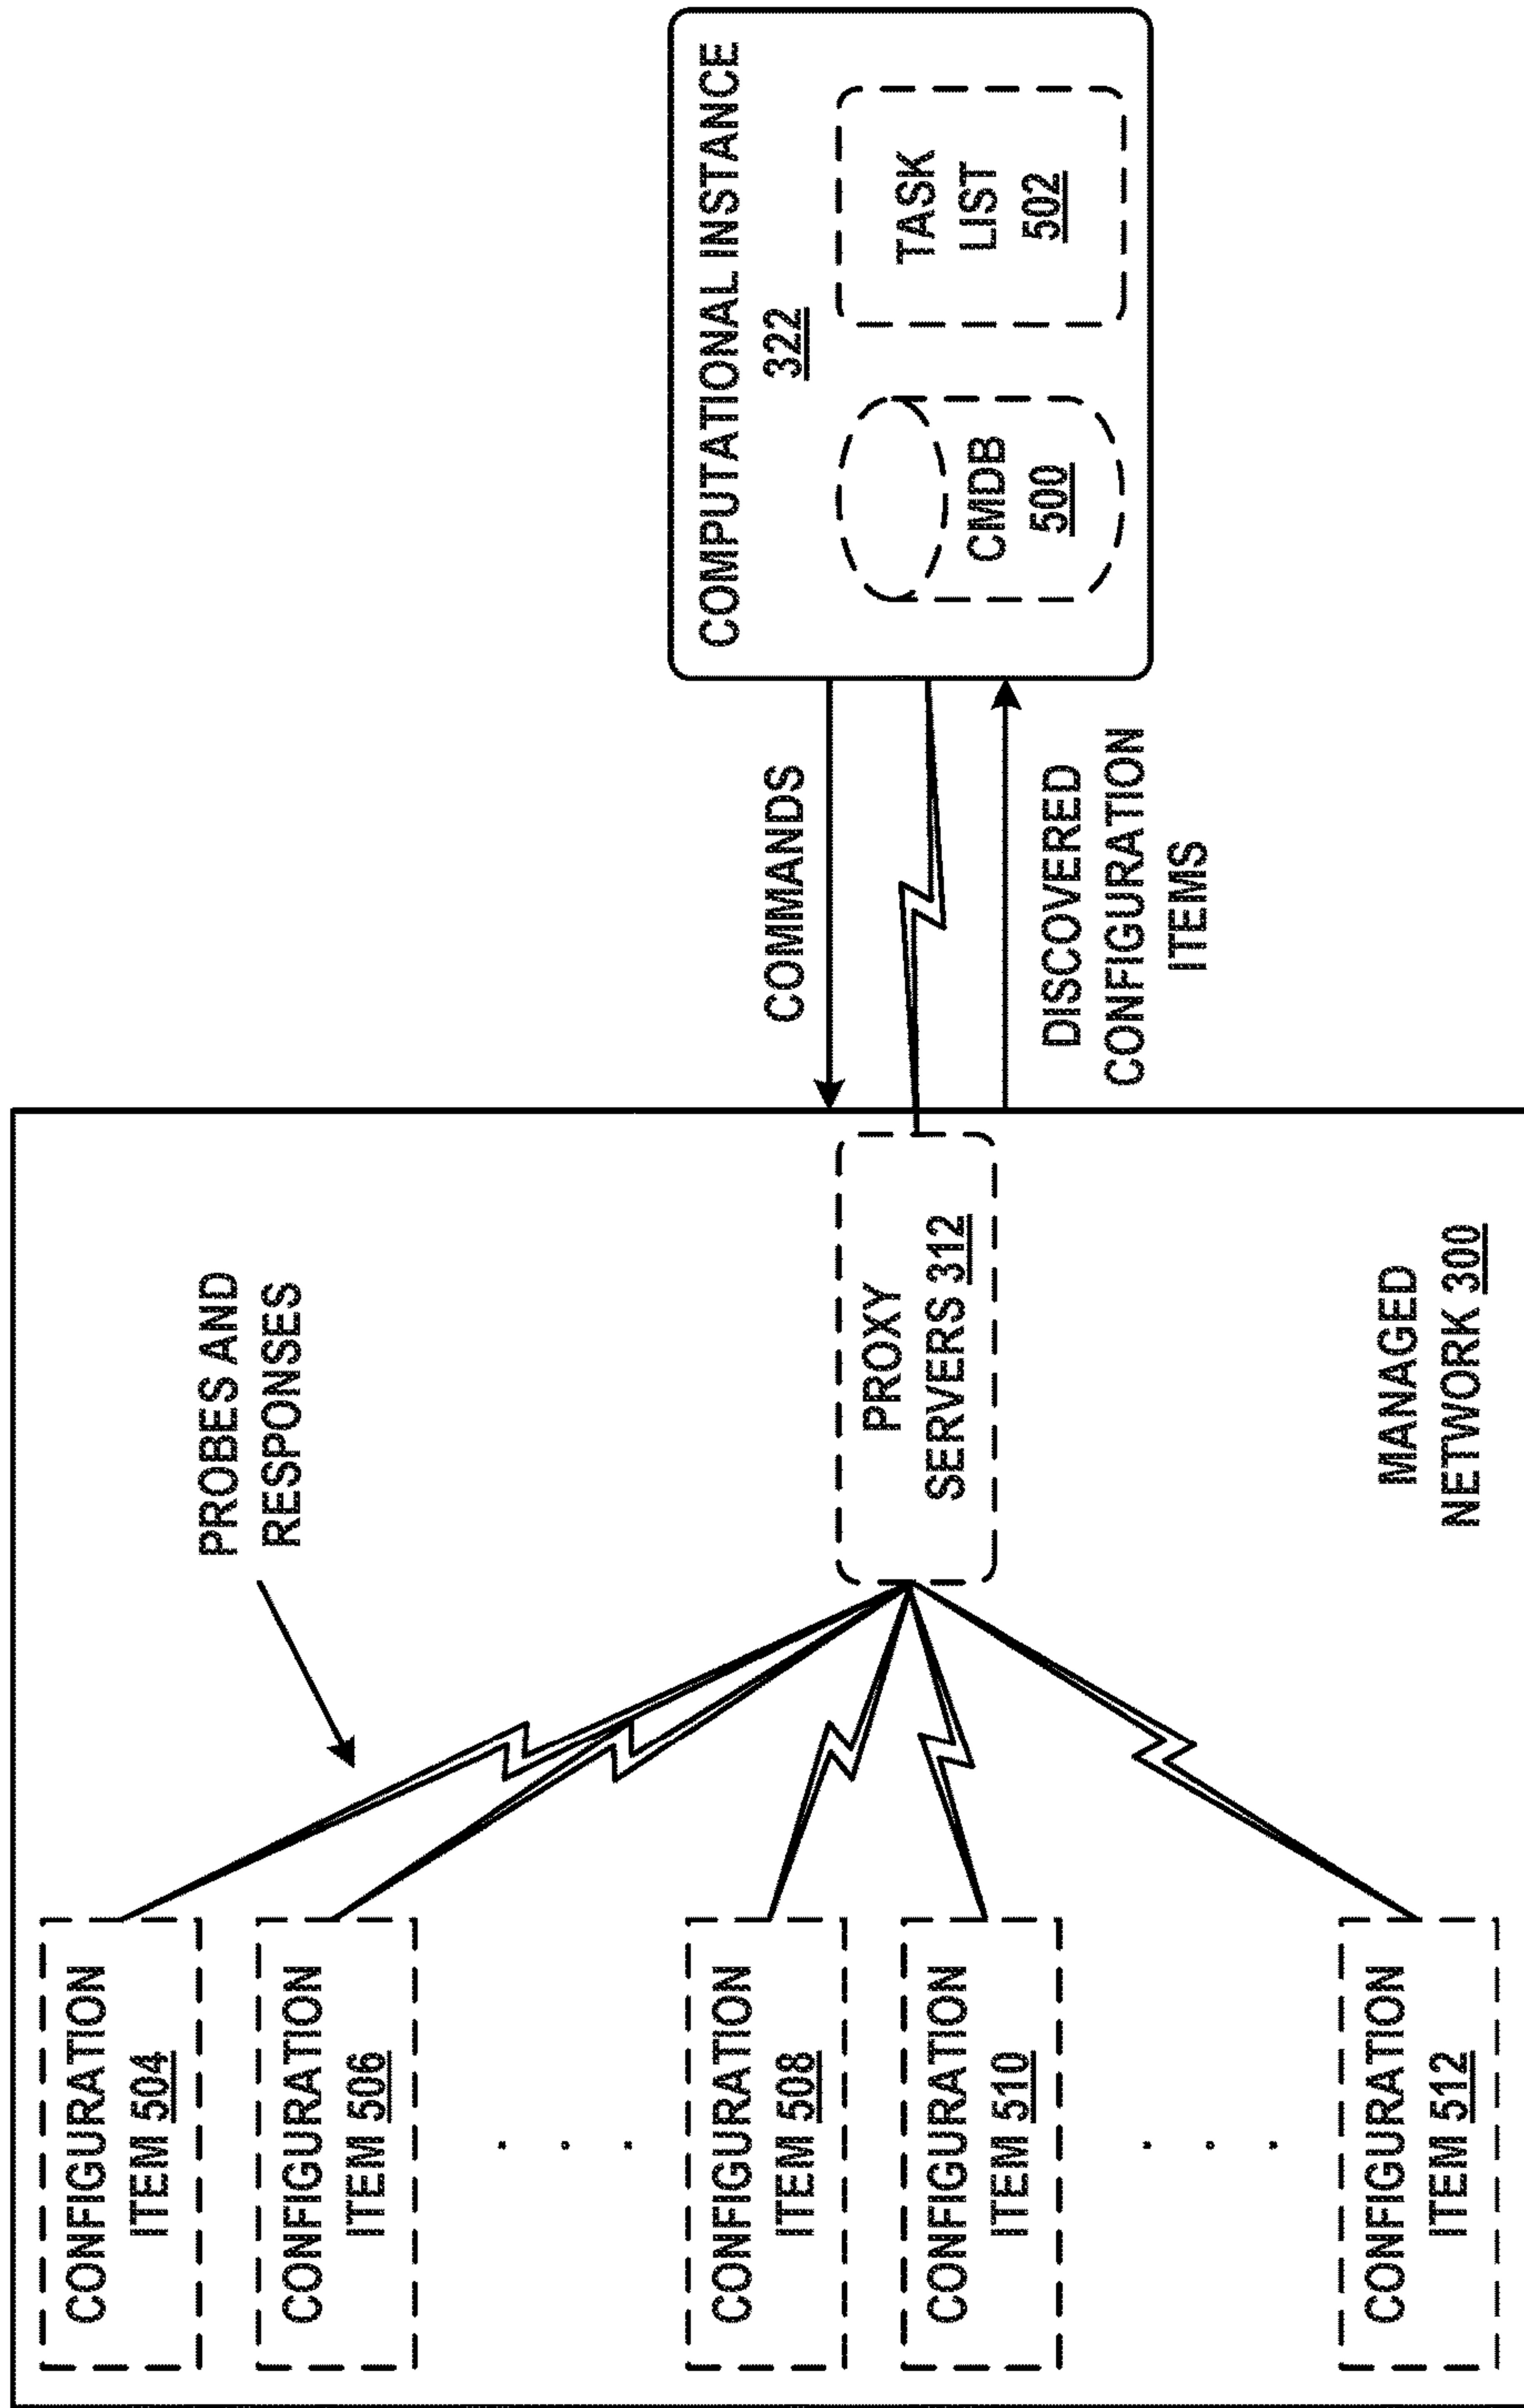 COMPUTATIONAL INSTANCE
322
CMDB
500
TASK
LIST
502
COMMANDS
DISCOVERED
CONFIGURATION
ITEMS
PROBES AND
RESPONSES
PROXY
SERVERS 312
MANAGED
NETWORK 300
CONFIGURATION
ITEM 504
CONFIGURATION
ITEM 506
CONFIGURATION
ITEM 508
CONFIGURATION
ITEM 510
CONFIGURATION
ITEM 512